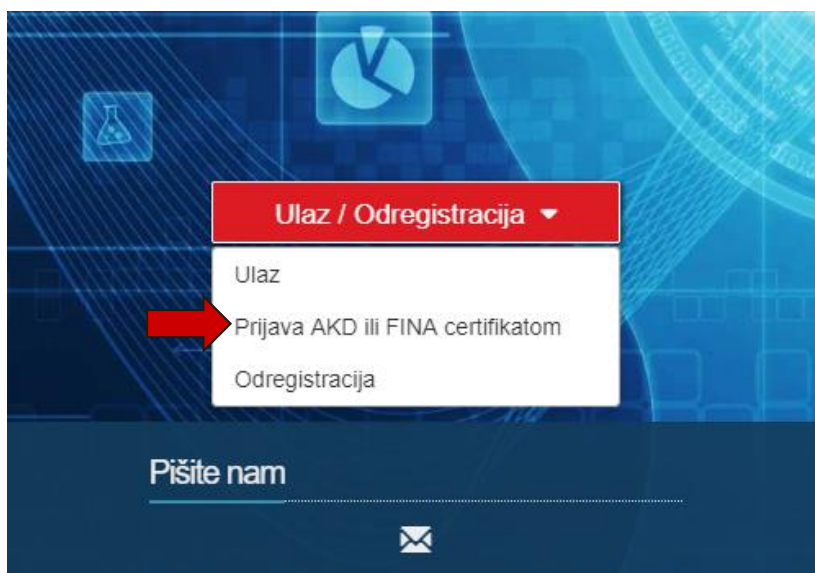 Ulaz / Odregistracija
Ulaz
Prijava AKD ili FINA certifikatom
Odregistracija
Pišite nam